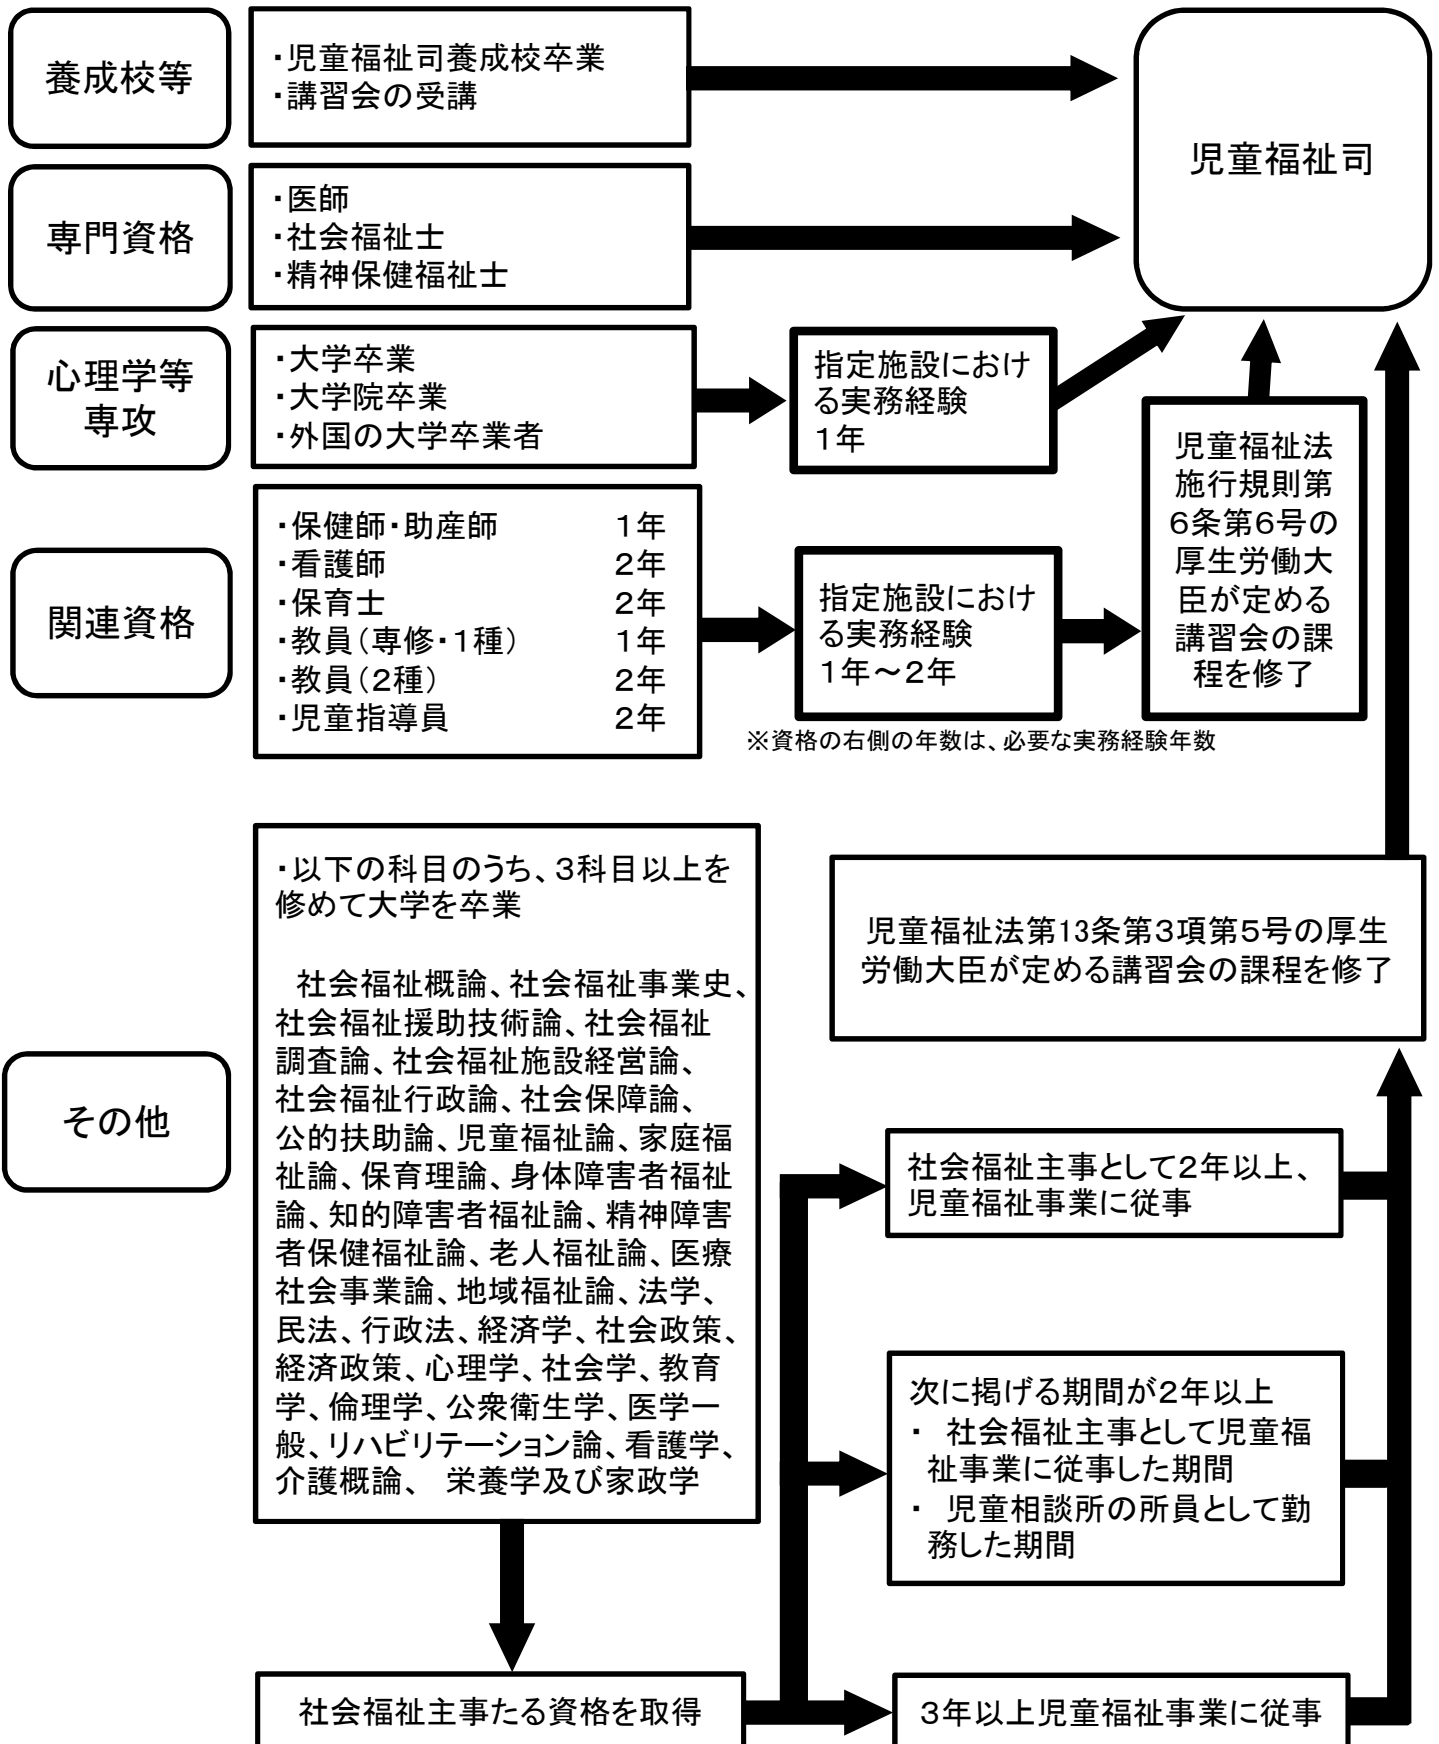 養成校等
・児童福祉司養成校卒業
・講習会の受講
児童福祉司
専門資格
・医師
・社会福祉士
・精神保健福祉士
心理学等
専攻
・大学卒業
・大学院卒業
・外国の大学卒業者
指定施設におけ
る実務経験
１年
関連資格
・保健師・助産師 １年
・看護師 ２年
・保育士 ２年
・教員（専修・１種） １年
・教員（２種） ２年
・児童指導員 ２年
指定施設におけ
る実務経験
１年～２年
児童福祉法
施行規則第
６条第６号の
厚生労働大
臣が定める
講習会の課
程を修了
※資格の右側の年数は、必要な実務経験年数
その他
・以下の科目のうち、３科目以上を
修めて大学を卒業
社会福祉概論、社会福祉事業史、
社会福祉援助技術論、社会福祉
調査論、社会福祉施設経営論、
社会福祉行政論、社会保障論、
公的扶助論、児童福祉論、家庭福
祉論、保育理論、身体障害者福祉
論、知的障害者福祉論、精神障害
者保健福祉論、老人福祉論、医療
社会事業論、地域福祉論、法学、
民法、行政法、経済学、社会政策、
経済政策、心理学、社会学、教育
学、倫理学、公衆衛生学、医学一
般、リハビリテーション論、看護学、
介護概論、 栄養学及び家政学
児童福祉法第13条第３項第５号の厚生
労働大臣が定める講習会の課程を修了
社会福祉主事として２年以上、
児童福祉事業に従事
次に掲げる期間が２年以上
・ 社会福祉主事として児童福
祉事業に従事した期間
・ 児童相談所の所員として勤
務した期間
社会福祉主事たる資格を取得
３年以上児童福祉事業に従事